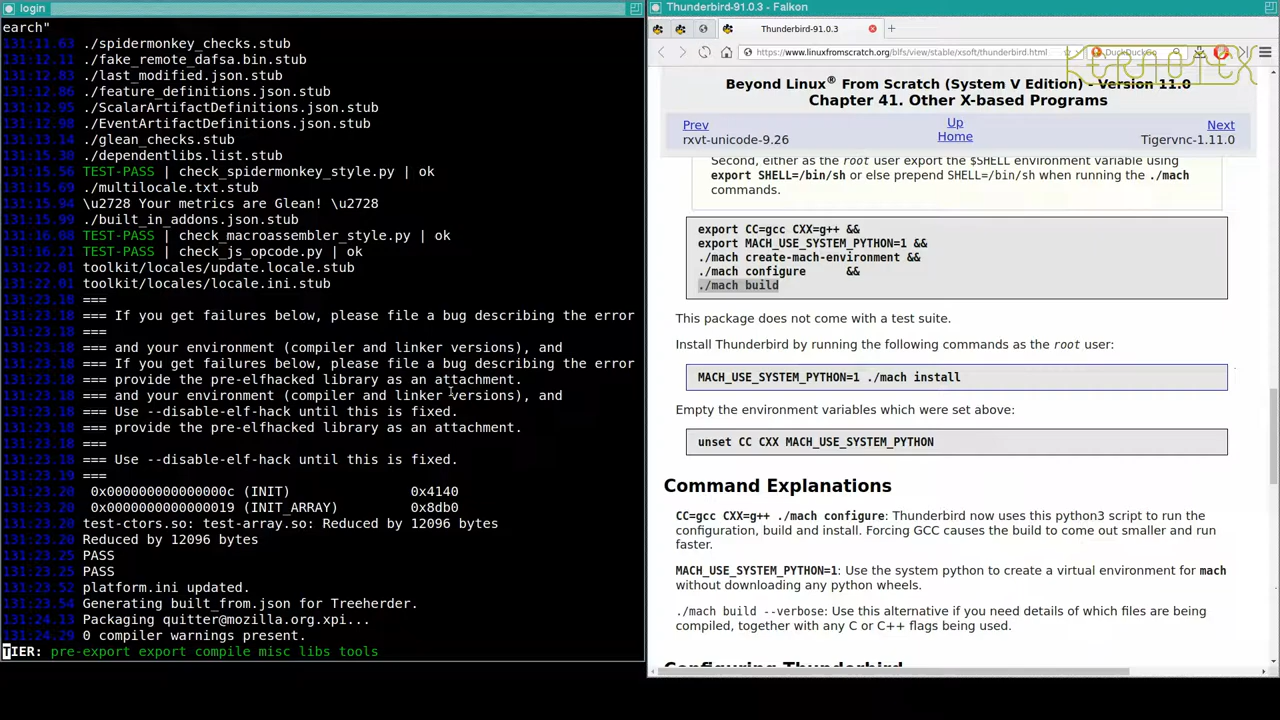 login
earch"
131:11.63 ./spidermonkey_checks.stub
131:12.11 ./fake_remote_dafsa.bin.stub
131:12.83 ./last_modified.json.stub
131:12.86 ./feature_definitions.json.stub
131:12.95 ./ScalarArtifactDefinitions.json.stub
131:12.98 ./EventArtifactDefinitions.json.stub
131:13.14 ./glean_checks.stub
131:15.30 ./dependentlibs.list.stub
131:15.56 TEST-PASS | check_spidermonkey_style.py | ok
131:15.69 ./multilocale.txt.stub
131:15.94 \u2728 Your metrics are Glean! \u2728
131:15.99 ./built_in_addons.json.stub
131:16.08 TEST-PASS | check_macroassembler_style.py | ok
131:16.21 TEST-PASS | check_js_opcode.py | ok
131:22.01 toolkit/locales/update.locale.stub
131:22.01 toolkit/locales/locale.ini.stub
131:23.18 ===
131:23.18 === If you get failures below, please file a bug describing the error
131:23.18 ===
131:23.18 === and your environment (compiler and linker versions), and
131:23.18 === If you get failures below, please file a bug describing the error
131:23.18 === provide the pre-elfhacked library as an attachment.
131:23.18 === and your environment (compiler and linker versions), and
131:23.18 === Use --disable-elf-hack until this is fixed.
131:23.18 === provide the pre-elfhacked library as an attachment.
131:23.18 ===
131:23.18 === Use --disable-elf-hack until this is fixed.
131:23.19 ===
131:23.20 0x000000000000000c (INIT) 0x4140
131:23.20 0x0000000000000019 (INIT_ARRAY) 0x8db0
131:23.20 test-ctors.so: test-array.so: Reduced by 12096 bytes
131:23.20 Reduced by 12096 bytes
131:23.25 PASS
131:23.25 PASS
131:23.52 platform.ini updated.
131:23.54 Generating built_from.json for Treeherder.
131:24.13 Packaging quitter@mozilla.org.xpi...
131:24.29 0 compiler warnings present.
TIER: pre-export export compile misc libs tools
Thunderbird-91.0.3 - Falkon
Thunderbird-91.0.3
https://www.linuxfromscratch.org/blfs/view/stable/xsoft/thunderbird.html
DuckDuckGo
KERNOTEX
Beyond Linux® From Scratch (System V Edition) - Version 11.0
Chapter 41. Other X-based Programs
Prev Up Next
rxvt-unicode-9.26 Home Tigervnc-1.11.0
Second, either as the root user export the $SHELL environment variable using
export SHELL=/bin/sh or else prepend SHELL=/bin/sh when running the ./mach
commands.
export CC=gcc CXX=g++ &&
export MACH_USE_SYSTEM_PYTHON=1 &&
./mach create-mach-environment &&
./mach configure &&
./mach build
This package does not come with a test suite.
Install Thunderbird by running the following commands as the root user:
MACH_USE_SYSTEM_PYTHON=1 ./mach install
Empty the environment variables which were set above:
unset CC CXX MACH_USE_SYSTEM_PYTHON
Command Explanations
CC=gcc CXX=g++ ./mach configure: Thunderbird now uses this python3 script to run the
configuration, build and install. Forcing GCC causes the build to come out smaller and run
faster.
MACH_USE_SYSTEM_PYTHON=1: Use the system python to create a virtual environment for mach
without downloading any python wheels.
./mach build --verbose: Use this alternative if you need details of which files are being
compiled, together with any C or C++ flags being used.
Configuring Thunderbird